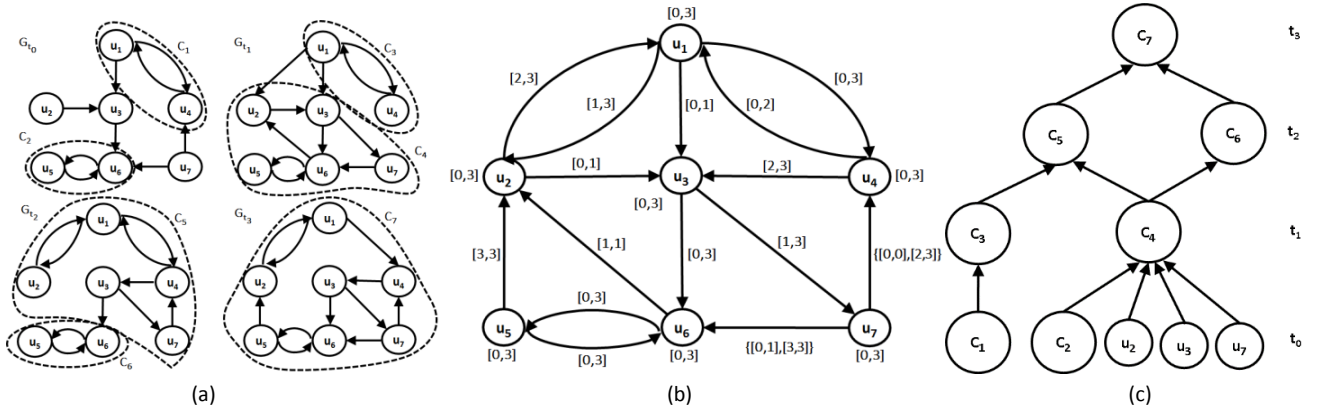 G_t0
u1
C1
u2
u3
u4
C2
u5
u6
u7
G_t1
u1
C3
u2
u3
u4
C4
u5
u6
u7
G_t2
C5
u1
u2
u3
u4
u5
u6
u7
C6
G_t3
C7
u1
u2
u3
u4
u5
u6
u7
(a)
[0,3]
u1
[2,3]
[1,3]
[0,1]
[0,2]
[0,3]
[0,3]
u2
[0,1]
u3
[2,3]
u4
[0,3]
[0,3]
[3,3]
[1,1]
[0,3]
[1,3]
{[0,0],[2,3]}
u5
[0,3]
u6
u7
[0,3]
[0,3]
[0,3]
{[0,1],[3,3]}
[0,3]
(b)
C7
t3
C5
C6
t2
C3
C4
t1
C1
C2
u2
u3
u7
t0
(c)